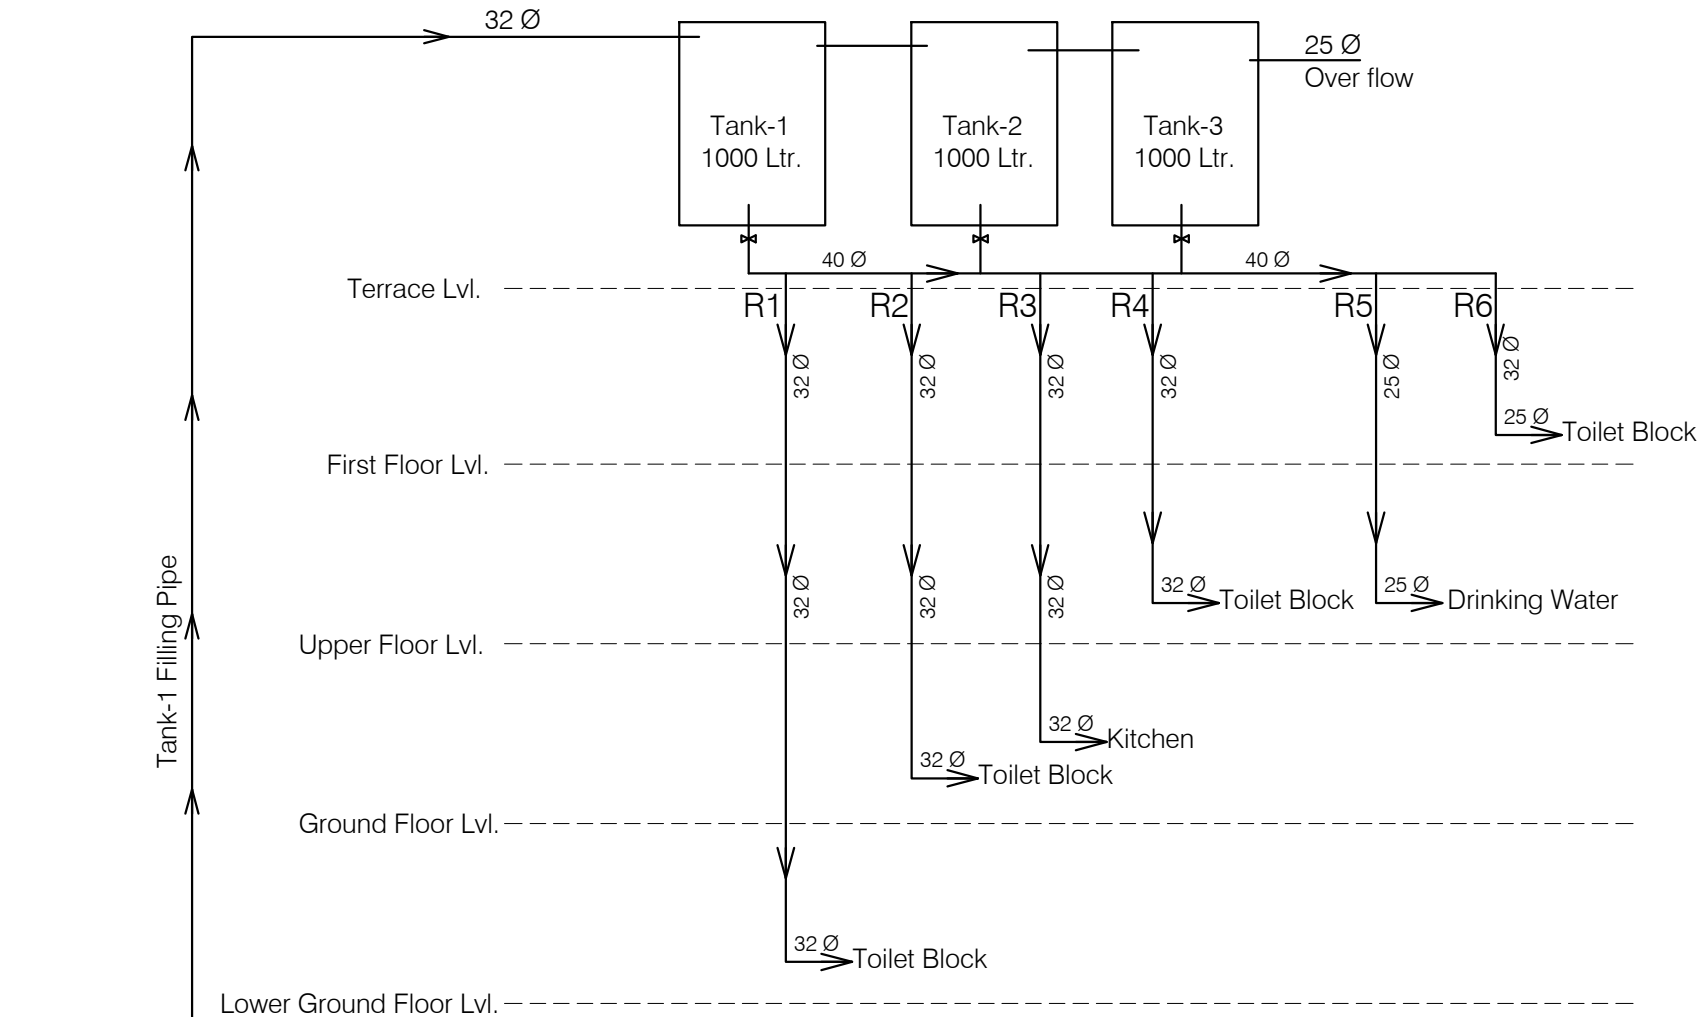 32 Ø
25 Ø
Over flow
Tank-1
1000 Ltr.
Tank-2
1000 Ltr.
Tank-3
1000 Ltr.
40 Ø
40 Ø
Terrace Lvl.
R1
R2
R3
R4
R5
R6
32 Ø
32 Ø
32 Ø
32 Ø
25 Ø
32 Ø
25 Ø
Toilet Block
First Floor Lvl.
32 Ø
32 Ø
32 Ø
32 Ø
Toilet Block
25 Ø
Drinking Water
Tank-1 Filling Pipe
Upper Floor Lvl.
32 Ø
Kitchen
32 Ø
Toilet Block
Ground Floor Lvl.
32 Ø
Toilet Block
Lower Ground Floor Lvl.